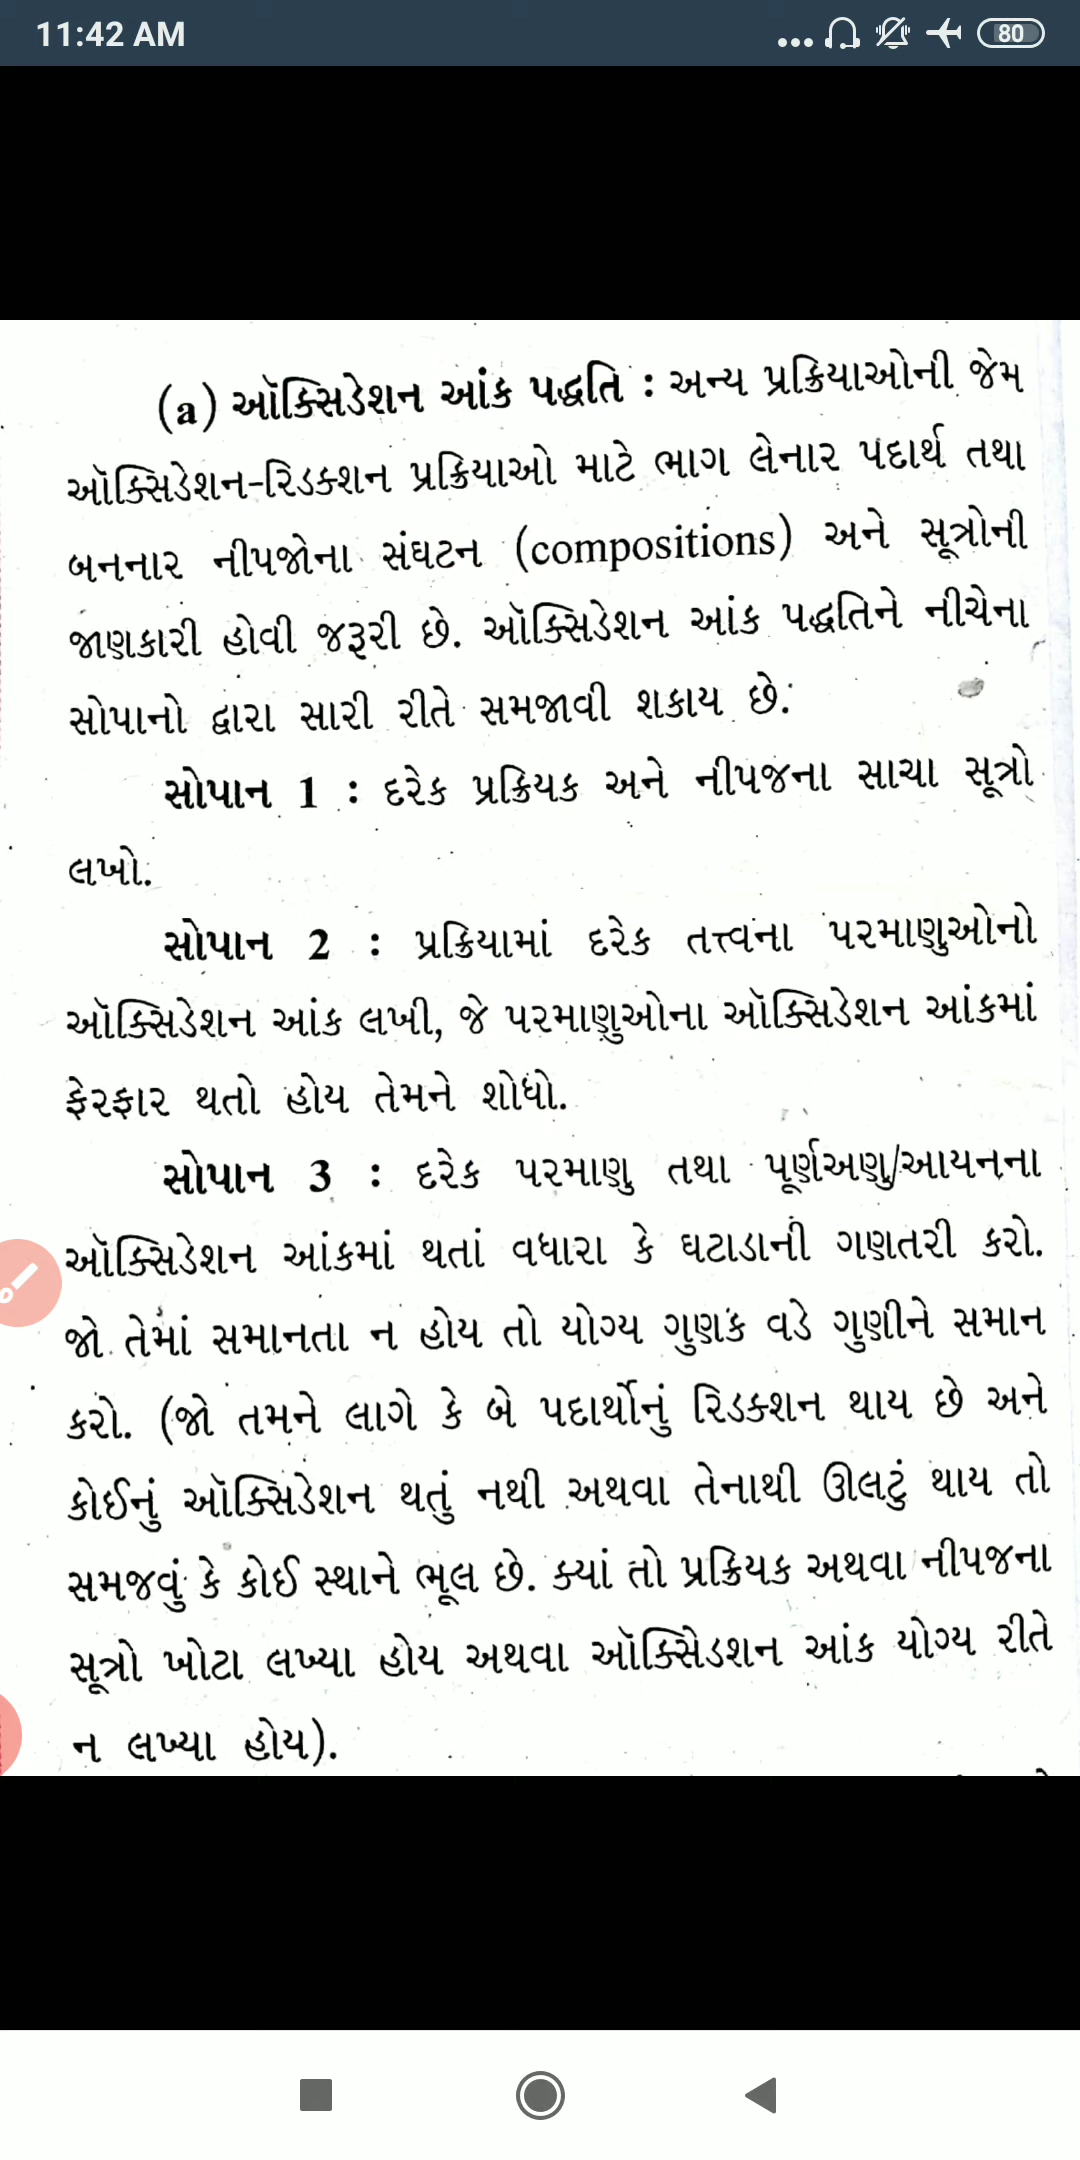 11:42 AM
80
(a) ઑક્સિડેશન આંક પદ્ધતિ : અન્ય પ્રક્રિયાઓની જેમ
ઑક્સિડેશન-રિડક્શન પ્રક્રિયાઓ માટે ભાગ લેનાર પદાર્થ તથા
બનનાર નીપજોના સંઘટન (compositions) અને સૂત્રોની
જાણકારી હોવી જરૂરી છે. ઑક્સિડેશન આંક પદ્ધતિને નીચેના
સોપાનો દ્વારા સારી રીતે સમજાવી શકાય છે:
સોપાન 1 : દરેક પ્રક્રિયક અને નીપજના સાચા સૂત્રો
લખો.
સોપાન 2 : પ્રક્રિયામાં દરેક તત્ત્વના પરમાણુઓનો
ઑક્સિડેશન આંક લખી, જે પરમાણુઓના ઑક્સિડેશન આંકમાં
ફેરફાર થતો હોય તેમને શોધો.
સોપાન 3 : દરેક પરમાણુ તથા પૂર્ણઅણુ/આયનના
ઑક્સિડેશન આંકમાં થતાં વધારા કે ઘટાડાની ગણતરી કરો.
જો તેમાં સમાનતા ન હોય તો યોગ્ય ગુણક વડે ગુણીને સમાન
કરો. (જો તમને લાગે કે બે પદાર્થોનું રિડક્શન થાય છે અને
કોઈનું ઑક્સિડેશન થતું નથી અથવા તેનાથી ઊલટું થાય તો
સમજવું કે કોઈ સ્થાને ભૂલ છે. ક્યાં તો પ્રક્રિયક અથવા નીપજના
સૂત્રો ખોટા લખ્યા હોય અથવા ઑક્સિેડશન આંક યોગ્ય રીતે
ન લખ્યા હોય).